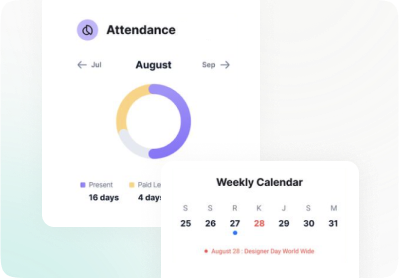 Attendance
Jul August Sep
Present Paid Le
16 days 4 days
Weekly Calendar
S S R K J S M
25 26 27 28 29 30 31
August 28 : Designer Day World Wide